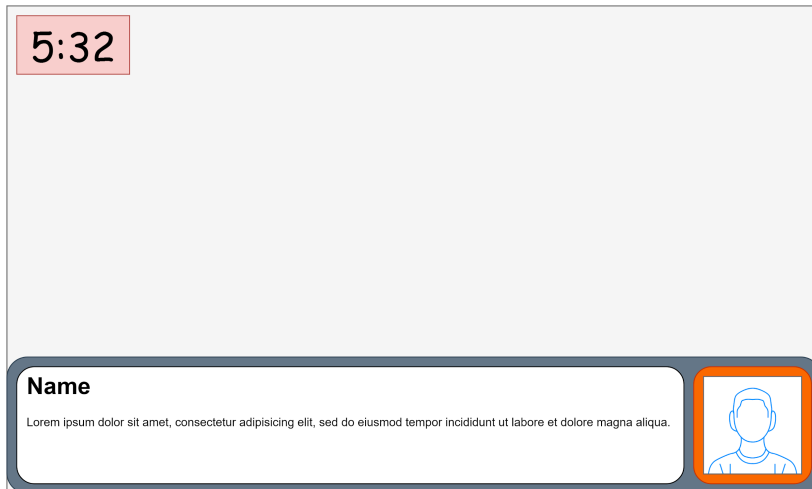 5:32
Name
Lorem ipsum dolor sit amet, consectetur adipisicing elit, sed do eiusmod tempor incididunt ut labore et dolore magna aliqua.